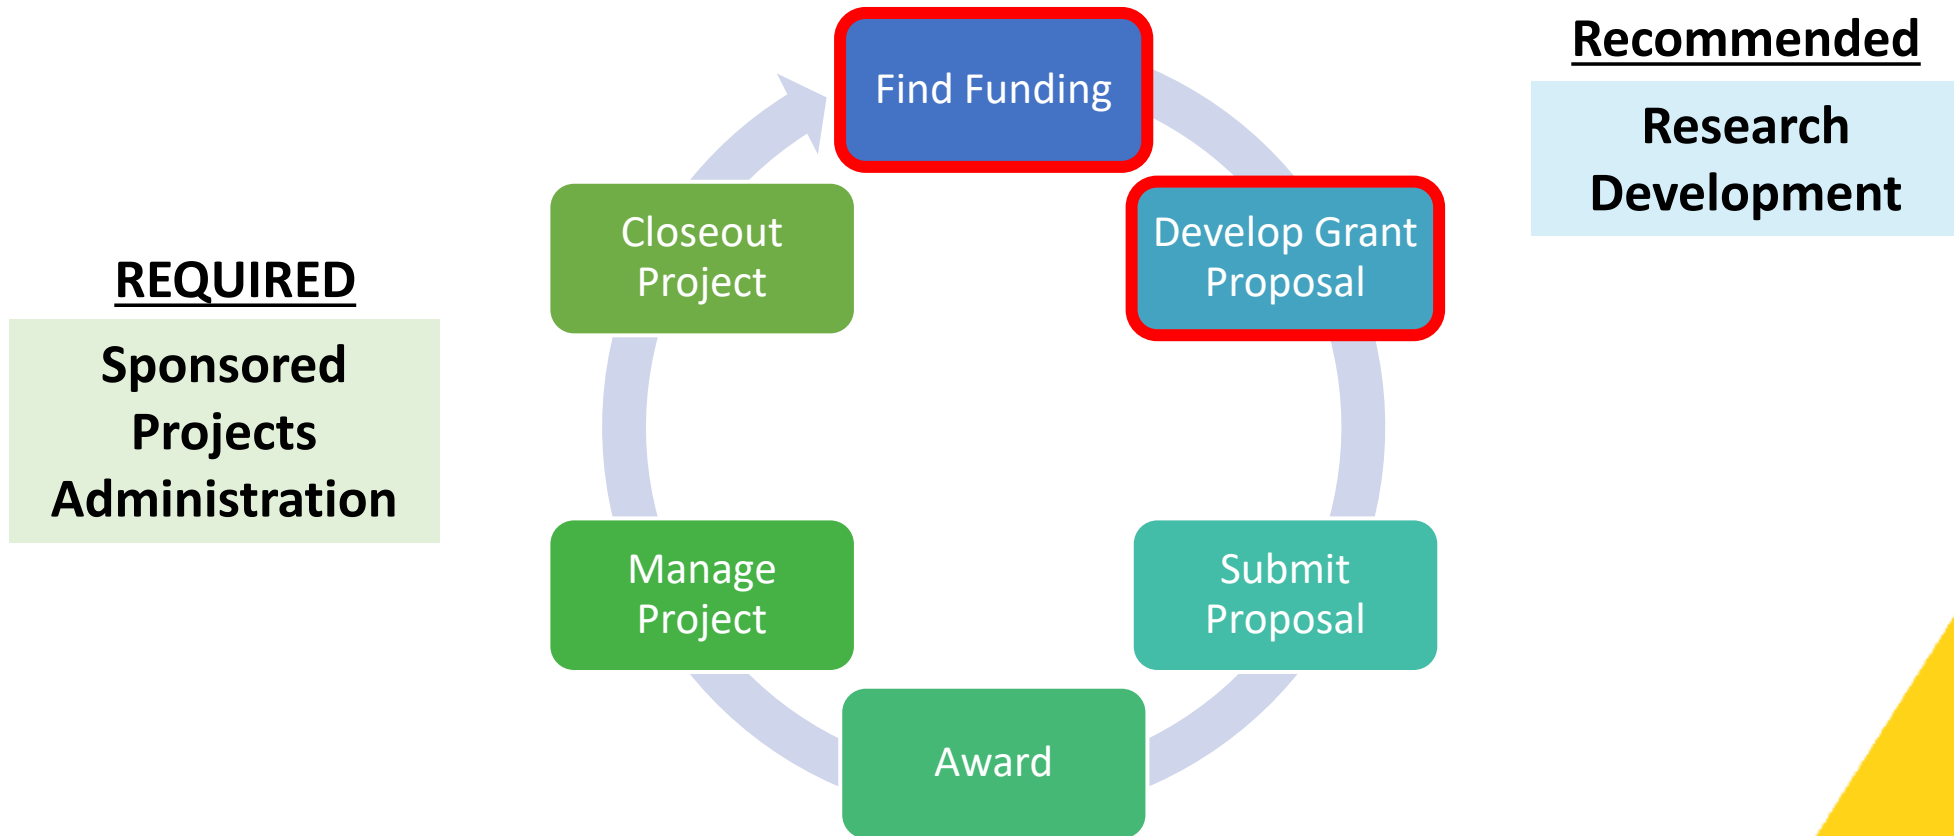 Find Funding
Recommended
Research
Development
Develop Grant
Proposal
Submit
Proposal
Award
Manage
Project
Closeout
Project
REQUIRED
Sponsored
Projects
Administration